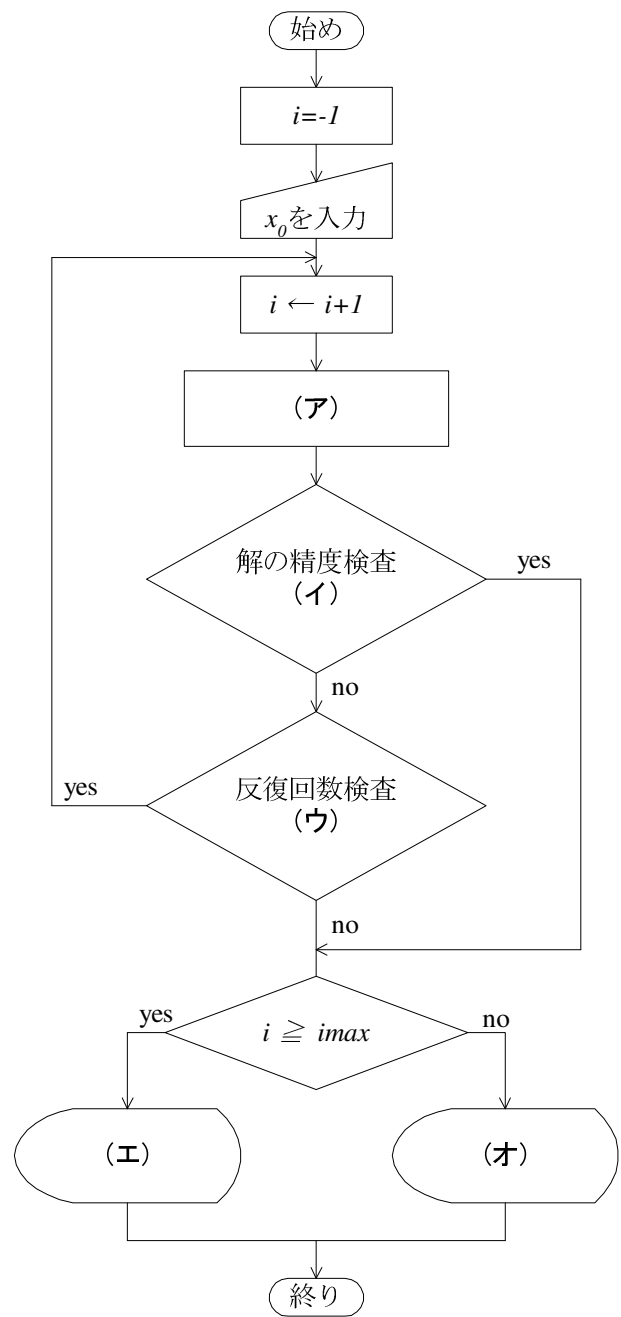 始め
i=-1
x₀を入力
i ← i+1
(ア)
解の精度検査
(イ)
yes
no
反復回数検査
(ウ)
yes
no
i ≧ imax
yes
no
(エ)
(オ)
終り